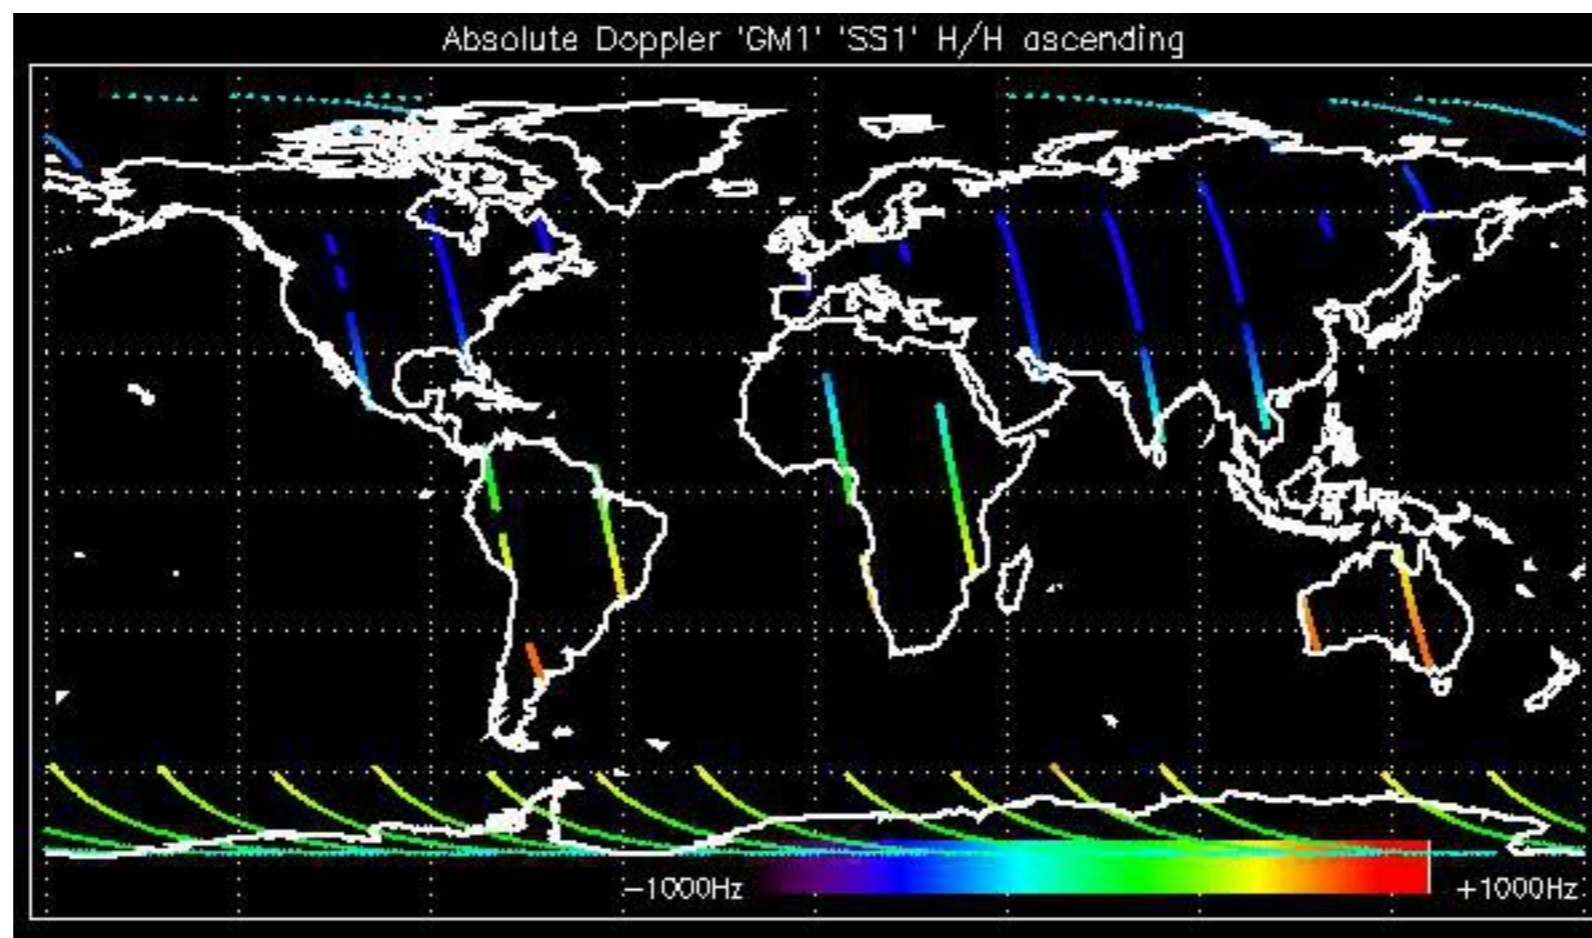 Absolute Doppler 'GM1' 'SS1' H/H ascending
−1000Hz
+1000Hz